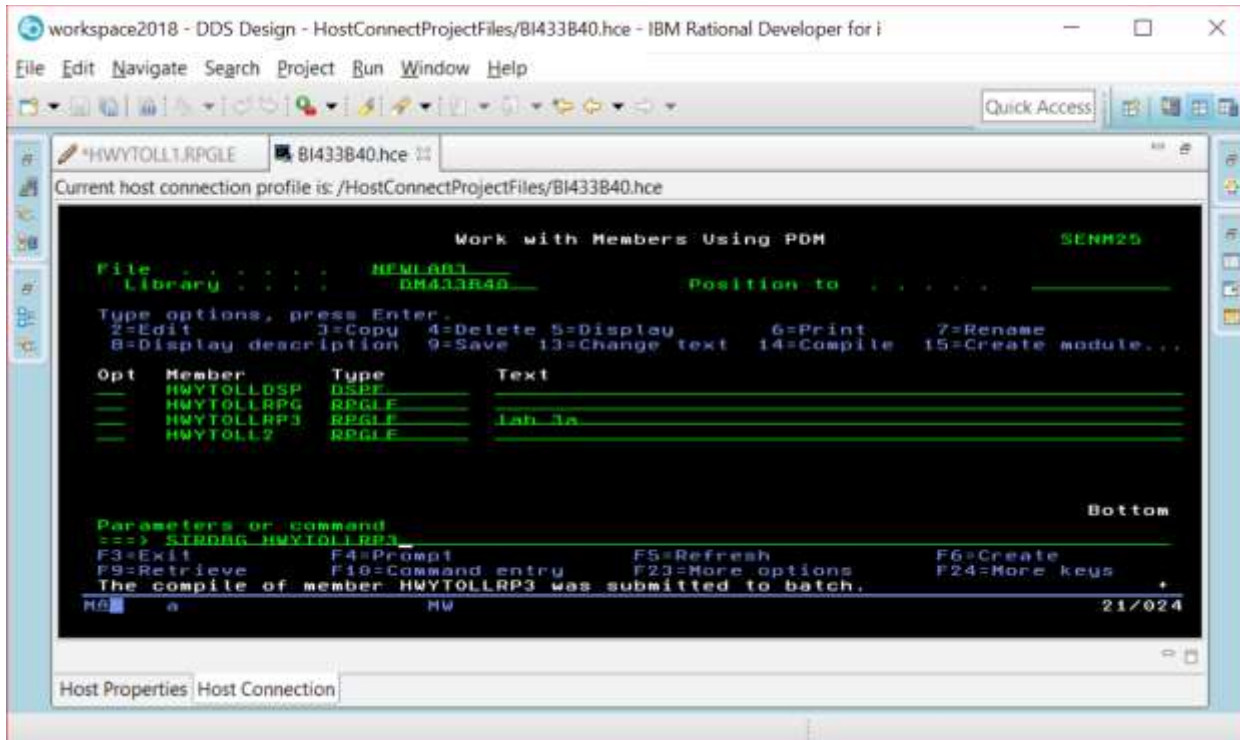 workspace2018 - DDS Design - HostConnectProjectFiles/BI433B40.hce - IBM Rational Developer for i
File Edit Navigate Search Project Run Window Help
Quick Access
*HWYTOLL1.RPGLE BI433B40.hce
Current host connection profile is: /HostConnectProjectFiles/BI433B40.hce
Work with Members Using PDM SENM25
File . . . . . . NEWLAB3
Library . . . . DM433B40 Position to . . . . .
Type options, press Enter.
2=Edit 3=Copy 4=Delete 5=Display 6=Print 7=Rename
8=Display description 9=Save 13=Change text 14=Compile 15=Create module...
Opt Member Type Text
HWYTOLLDSP DSPF
HWYTOLLRPG RPGLE
HWYTOLLRP3 RPGLE lab 3a
HWYTOLL2 RPGLE
Bottom
Parameters or command
===> STRDBG HWYTOLLRP3
F3=Exit F4=Prompt F5=Refresh F6=Create
F9=Retrieve F10=Command entry F23=More options F24=More keys
The compile of member HWYTOLLRP3 was submitted to batch. +
a MW 21/024
Host Properties Host Connection